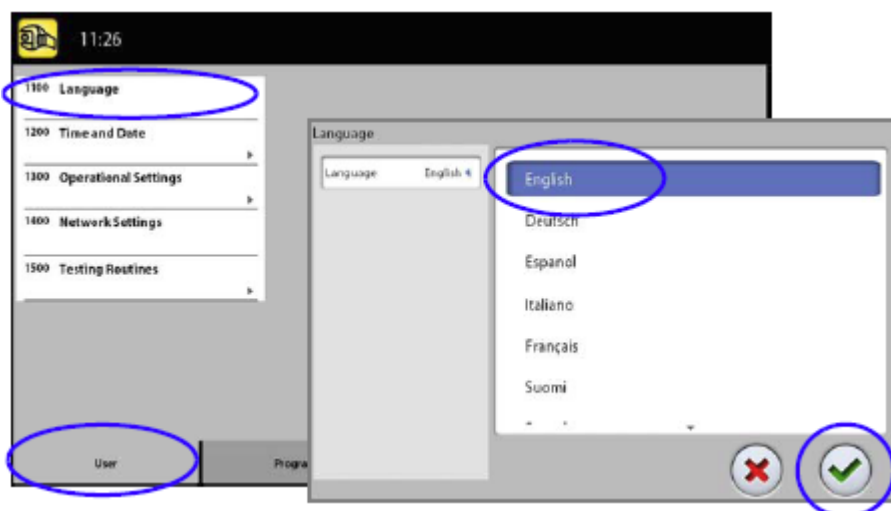 11:26
1100 Language
1200 Time and Date
1300 Operational Settings
1400 Network Settings
1500 Testing Routines
User
Progra
Language
Language English
English
Deutsch
Espanol
Italiano
Français
Suomi